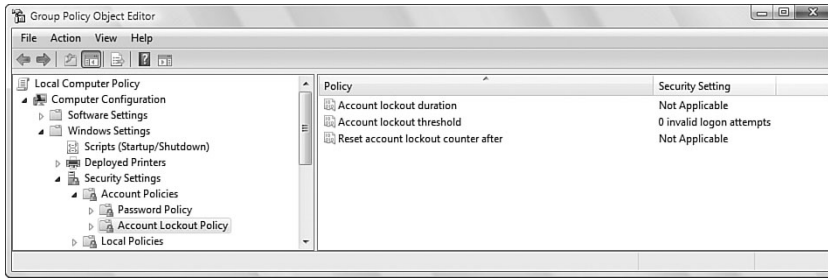 Group Policy Object Editor
File Action View Help
Local Computer Policy
Computer Configuration
Software Settings
Windows Settings
Scripts (Startup/Shutdown)
Deployed Printers
Security Settings
Account Policies
Password Policy
Account Lockout Policy
Local Policies
Policy Security Setting
Account lockout duration Not Applicable
Account lockout threshold 0 invalid logon attempts
Reset account lockout counter after Not Applicable